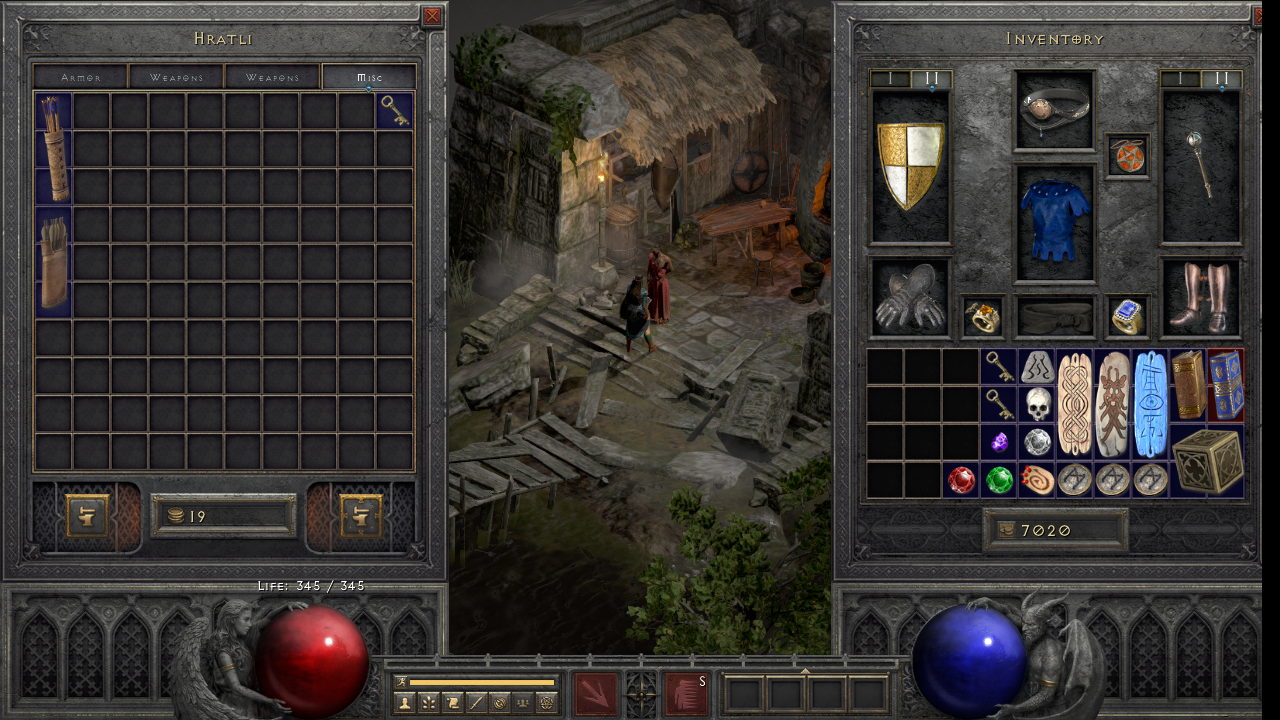 Hratli
Armor
Weapons
Weapons
Misc
19
Inventory
I
II
I
II
7020
Life: 345 / 345
S